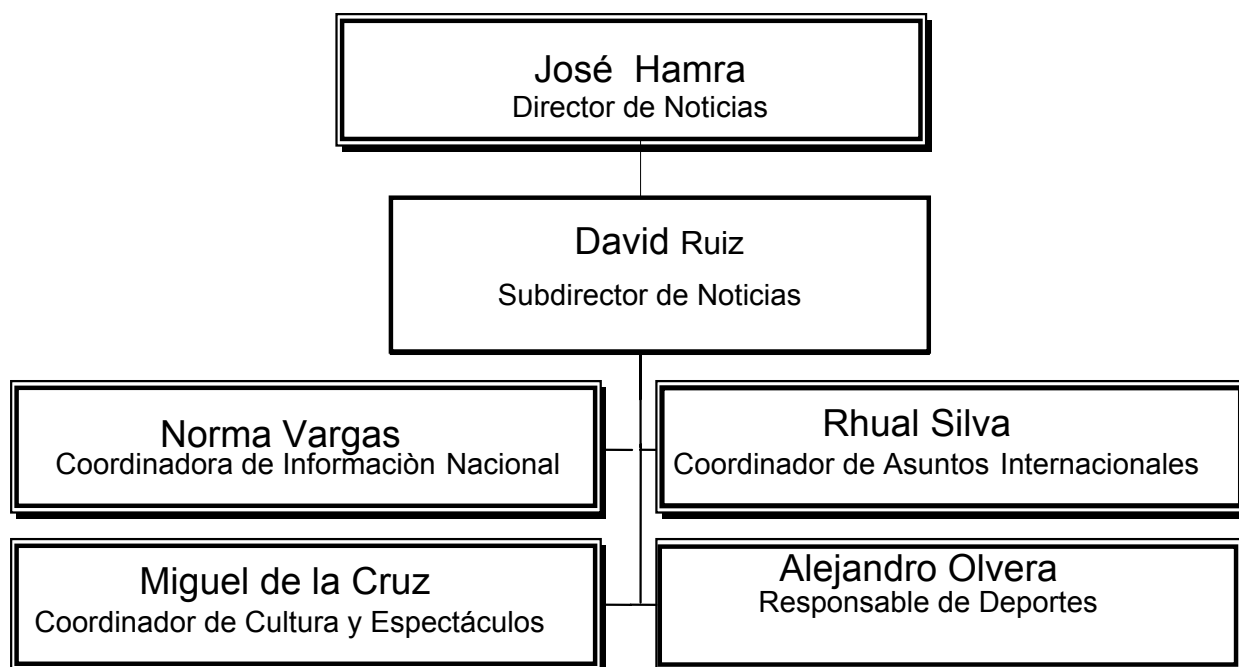 José Hamra
Director de Noticias
David Ruiz
Subdirector de Noticias
Norma Vargas
Coordinadora de Informaciòn Nacional
Rhual Silva
Coordinador de Asuntos Internacionales
Miguel de la Cruz
Coordinador de Cultura y Espectáculos
Alejandro Olvera
Responsable de Deportes